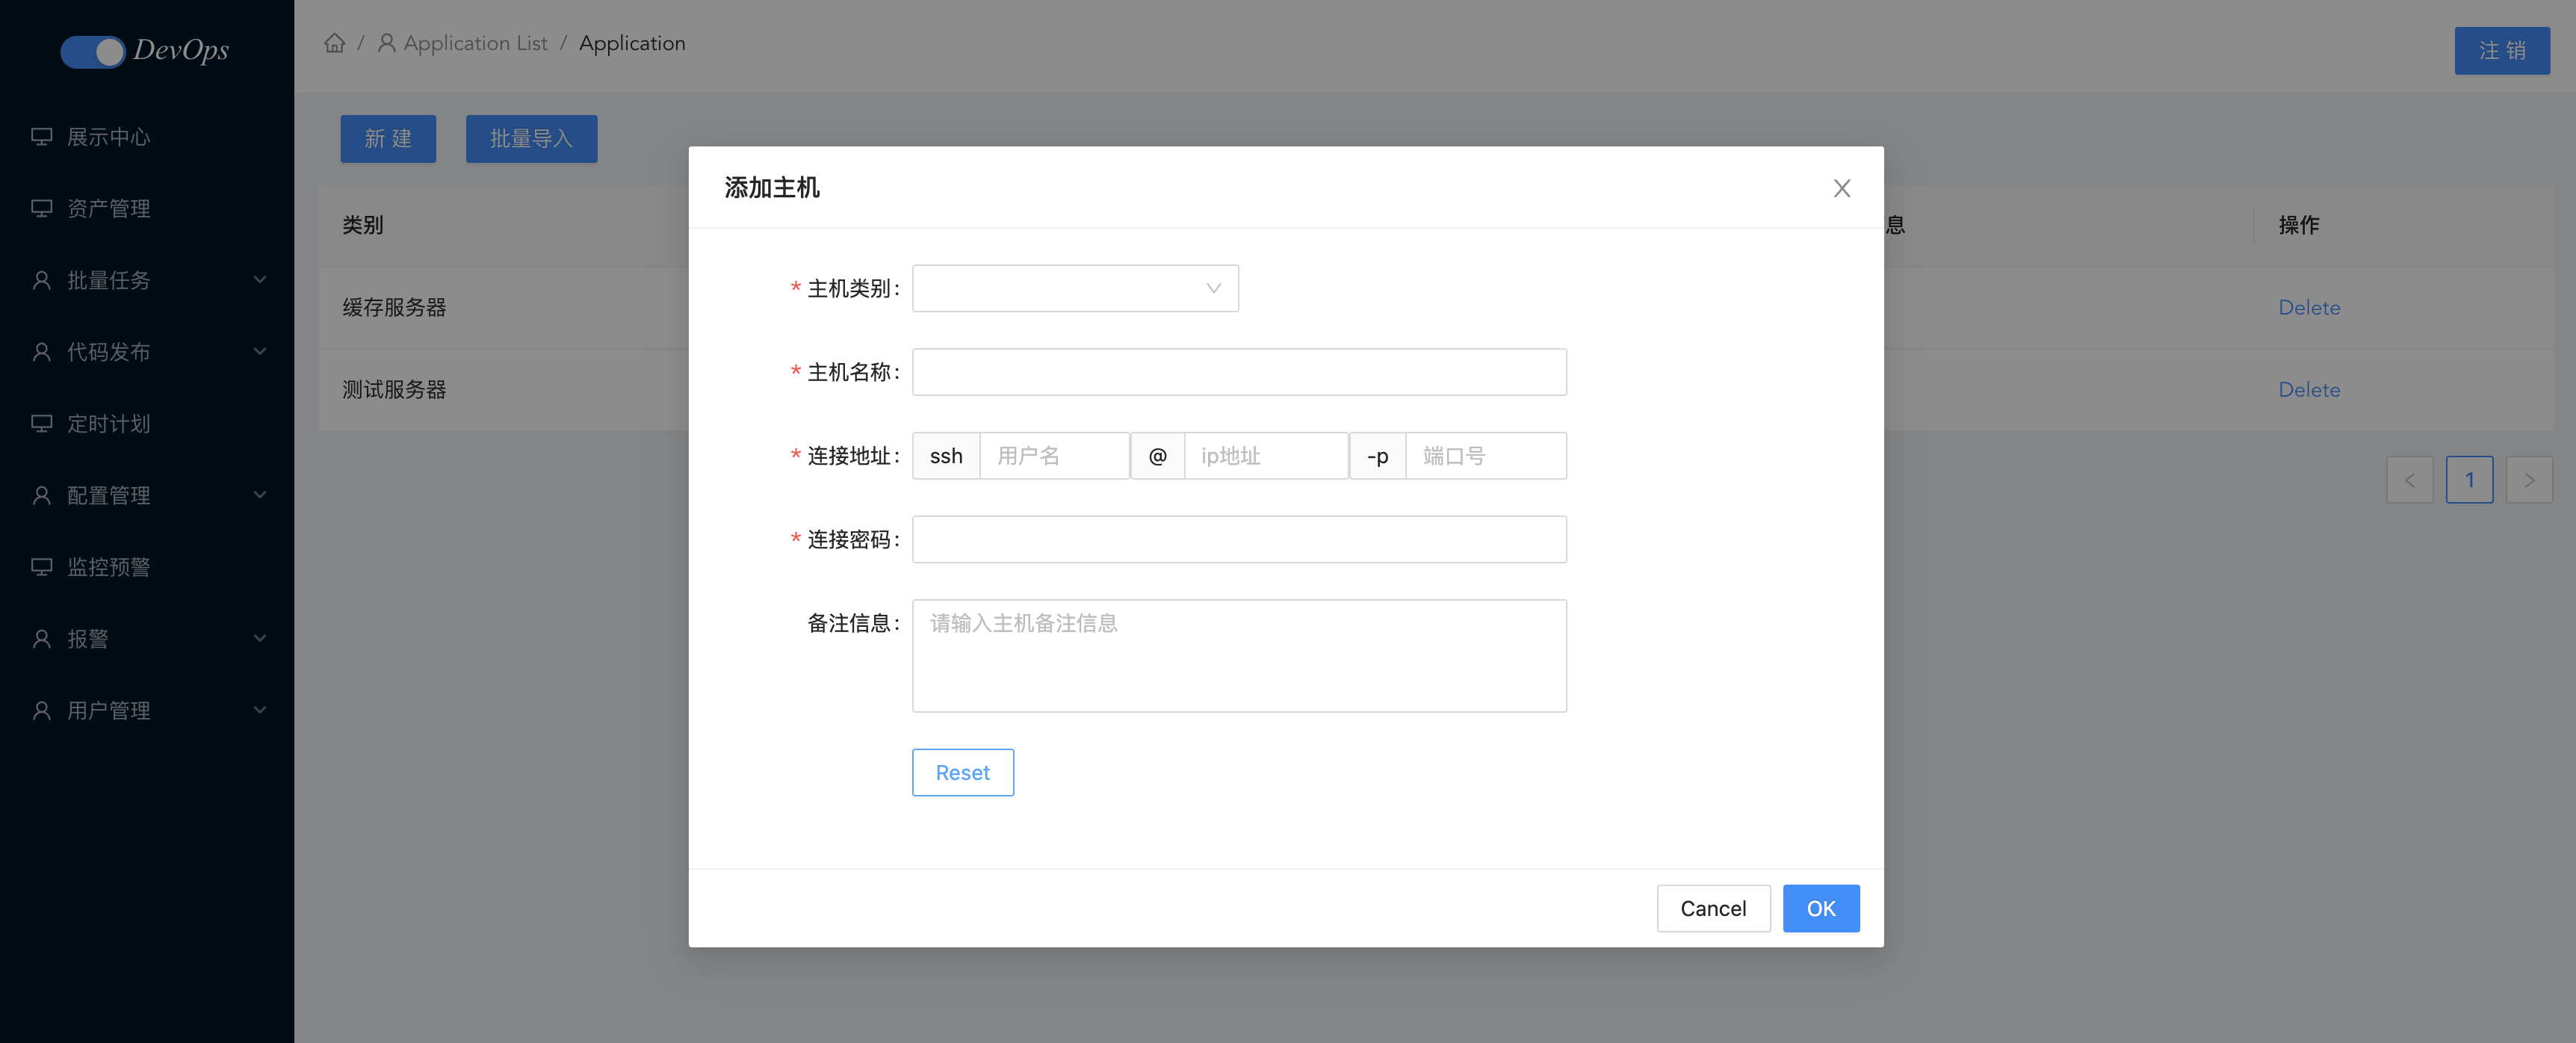 DevOps
展示中心
资产管理
批量任务
代码发布
定时计划
配置管理
监控预警
报警
用户管理
/ Application List / Application
注 销
新 建 批量导入
类别 息 操作
缓存服务器 Delete
测试服务器 Delete
1
添加主机
* 主机类别:
* 主机名称:
* 连接地址: ssh 用户名 @ ip地址 -p 端口号
* 连接密码:
备注信息: 请输入主机备注信息
Reset
Cancel OK